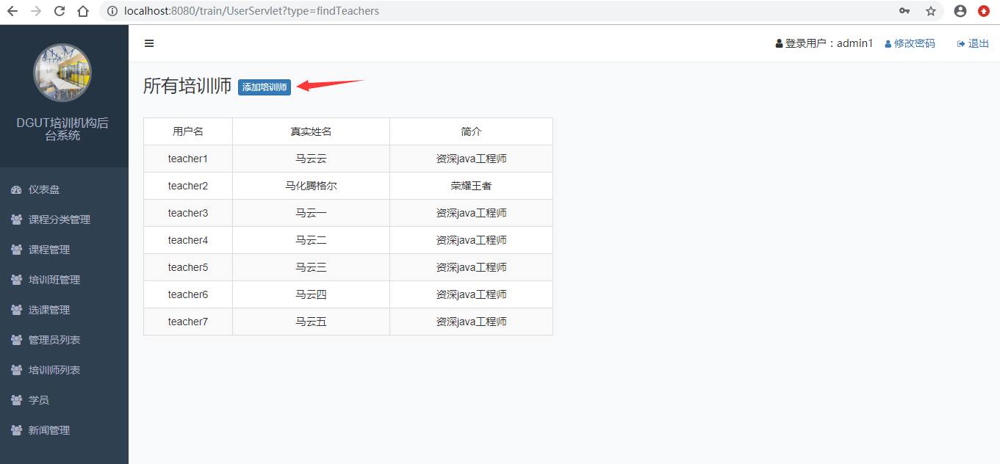 localhost:8080/train/UserServlet?type=findTeachers
DGUT培训机构后
台系统
仪表盘
课程分类管理
课程管理
培训班管理
选课管理
管理员列表
培训师列表
学员
新闻管理
登录用户：admin1 修改密码 退出
所有培训师 添加培训师
用户名 真实姓名 简介
teacher1 马云云 资深java工程师
teacher2 马化腾格尔 荣耀王者
teacher3 马云一 资深java工程师
teacher4 马云二 资深java工程师
teacher5 马云三 资深java工程师
teacher6 马云四 资深java工程师
teacher7 马云五 资深java工程师